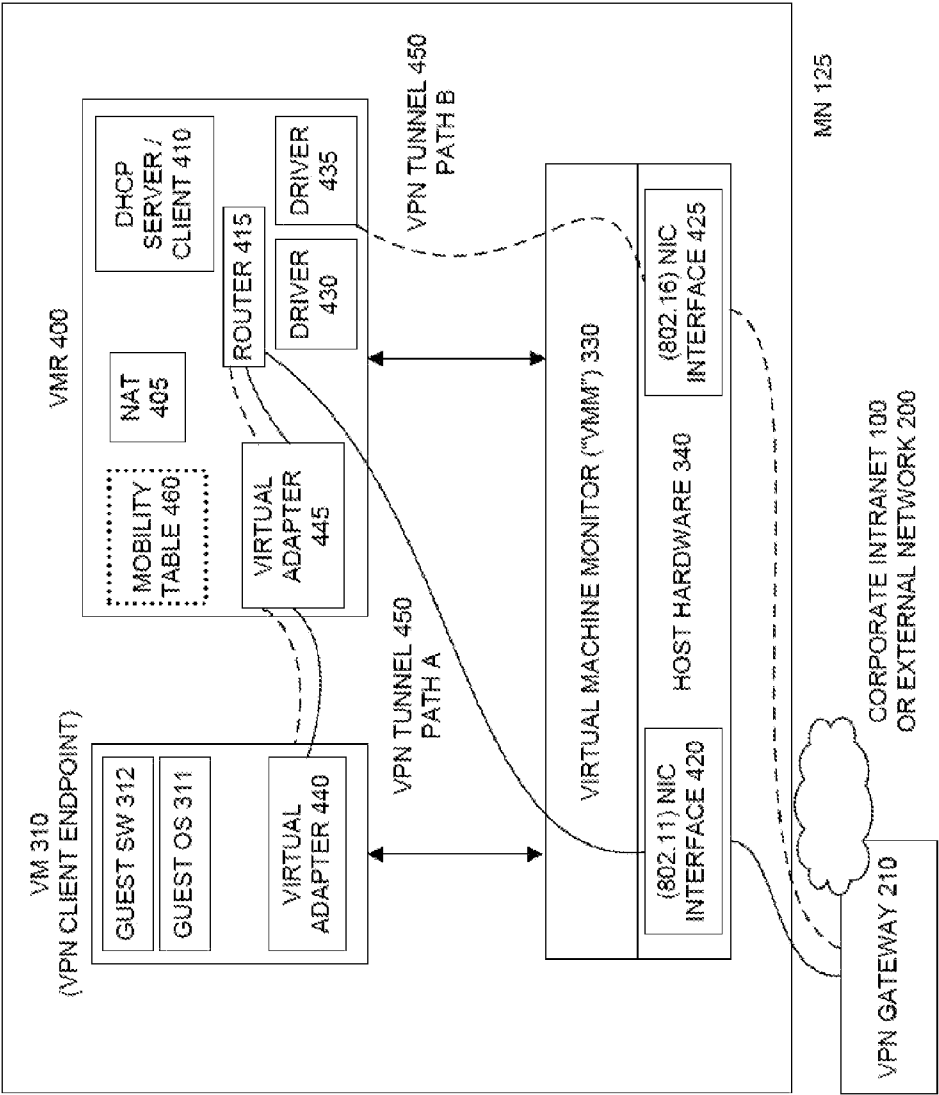 VM 310
(VPN CLIENT ENDPOINT)
GUEST SW 312
GUEST OS 311
VIRTUAL
ADAPTER 440
VMR 400
MOBILITY
TABLE 460
NAT
405
DHCP
SERVER /
CLIENT 410
VIRTUAL
ADAPTER
445
ROUTER 415
DRIVER
430
DRIVER
435
VPN TUNNEL 450
PATH A
VPN TUNNEL 450
PATH B
VIRTUAL MACHINE MONITOR ("VMM") 330
HOST HARDWARE 340
(802.11) NIC
INTERFACE 420
(802.16) NIC
INTERFACE 425
MN 125
VPN GATEWAY 210
CORPORATE INTRANET 100
OR EXTERNAL NETWORK 200